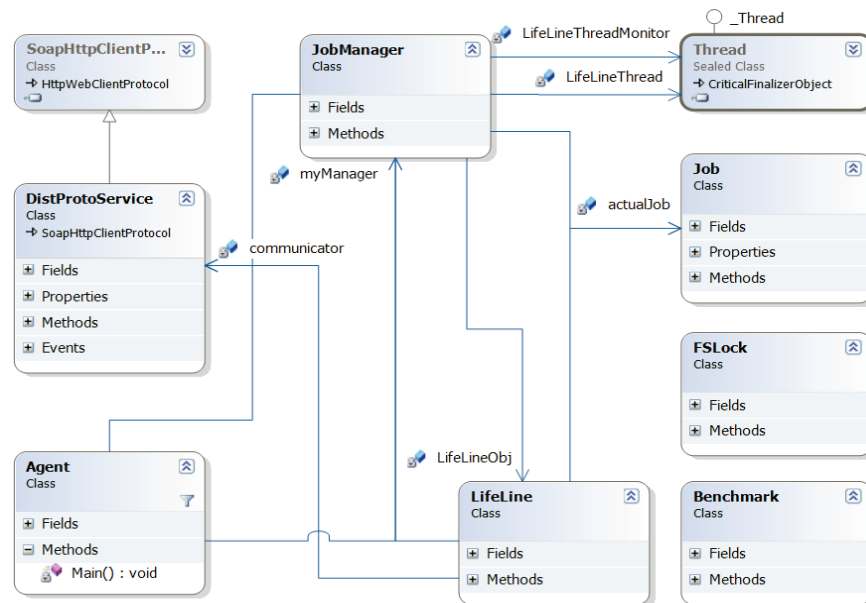 _Thread
SoapHttpClientP...
Class
HttpWebClientProtocol
JobManager
Class
Fields
Methods
LifeLineThreadMonitor
LifeLineThread
Thread
Sealed Class
CriticalFinalizerObject
myManager
actualJob
Job
Class
Fields
Properties
Methods
DistProtoService
Class
SoapHttpClientProtocol
Fields
Properties
Methods
Events
communicator
FSLock
Class
Fields
Methods
Agent
Class
Fields
Methods
Main() : void
LifeLineObj
LifeLine
Class
Fields
Methods
Benchmark
Class
Fields
Methods